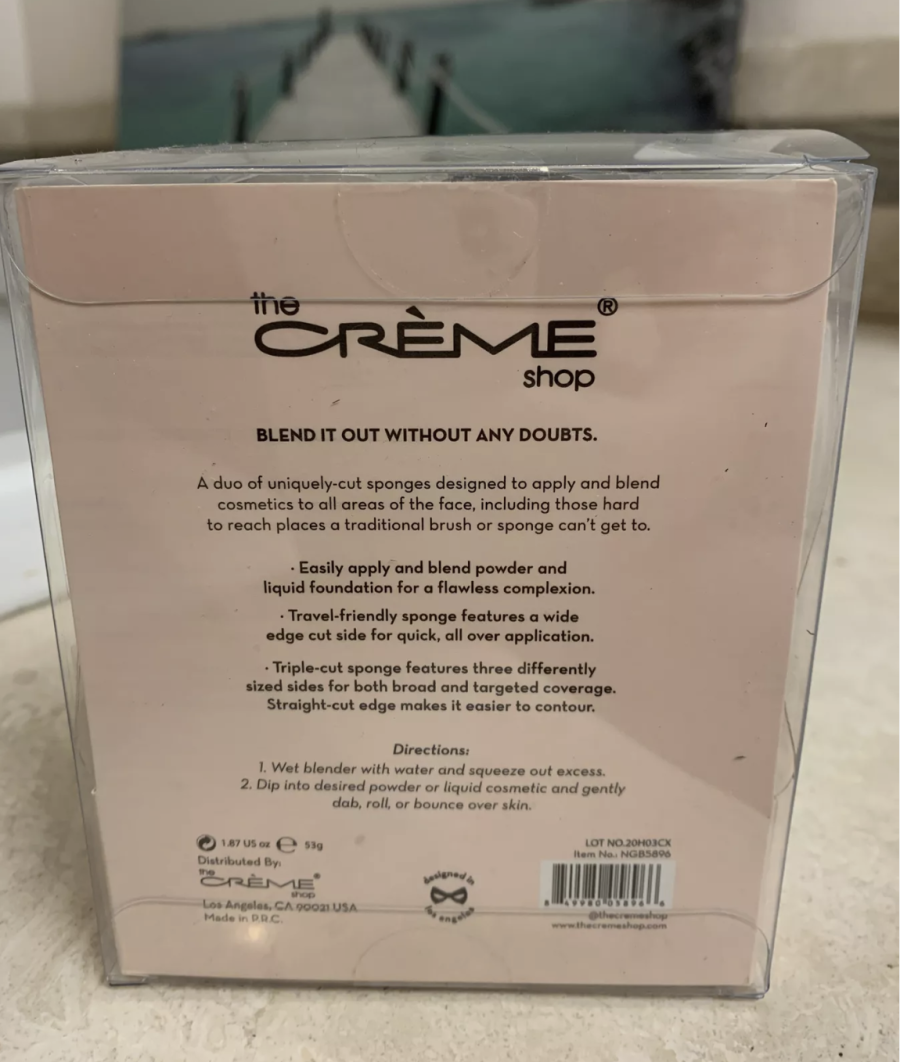 the
CRÈME®
shop
BLEND IT OUT WITHOUT ANY DOUBTS.
A duo of uniquely-cut sponges designed to apply and blend
cosmetics to all areas of the face, including those hard
to reach places a traditional brush or sponge can't get to.
· Easily apply and blend powder and
liquid foundation for a flawless complexion.
· Travel-friendly sponge features a wide
edge cut side for quick, all over application.
· Triple-cut sponge features three differently
sized sides for both broad and targeted coverage.
Straight-cut edge makes it easier to contour.
Directions:
1. Wet blender with water and squeeze out excess.
2. Dip into desired powder or liquid cosmetic and gently
dab, roll, or bounce over skin.
1.87 US oz e 53g
Distributed By:
the
CRÈME®
shop
Los Angeles, CA 90021 USA
Made in P.R.C.
designed in
los angeles
LOT NO.20H03CX
Item No.: NGB5896
@thecremeshop
www.thecremeshop.com